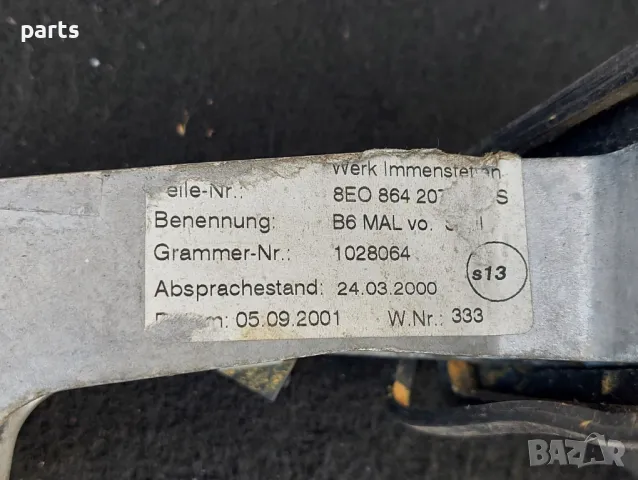 parts
Werk Immenstetten
eile-Nr.: 8EO 864 207 S
Benennung: B6 MAL vo.
Grammer-Nr.: 1028064
s13
Absprachestand: 24.03.2000
m: 05.09.2001 W.Nr.: 333
BAZAR
bg